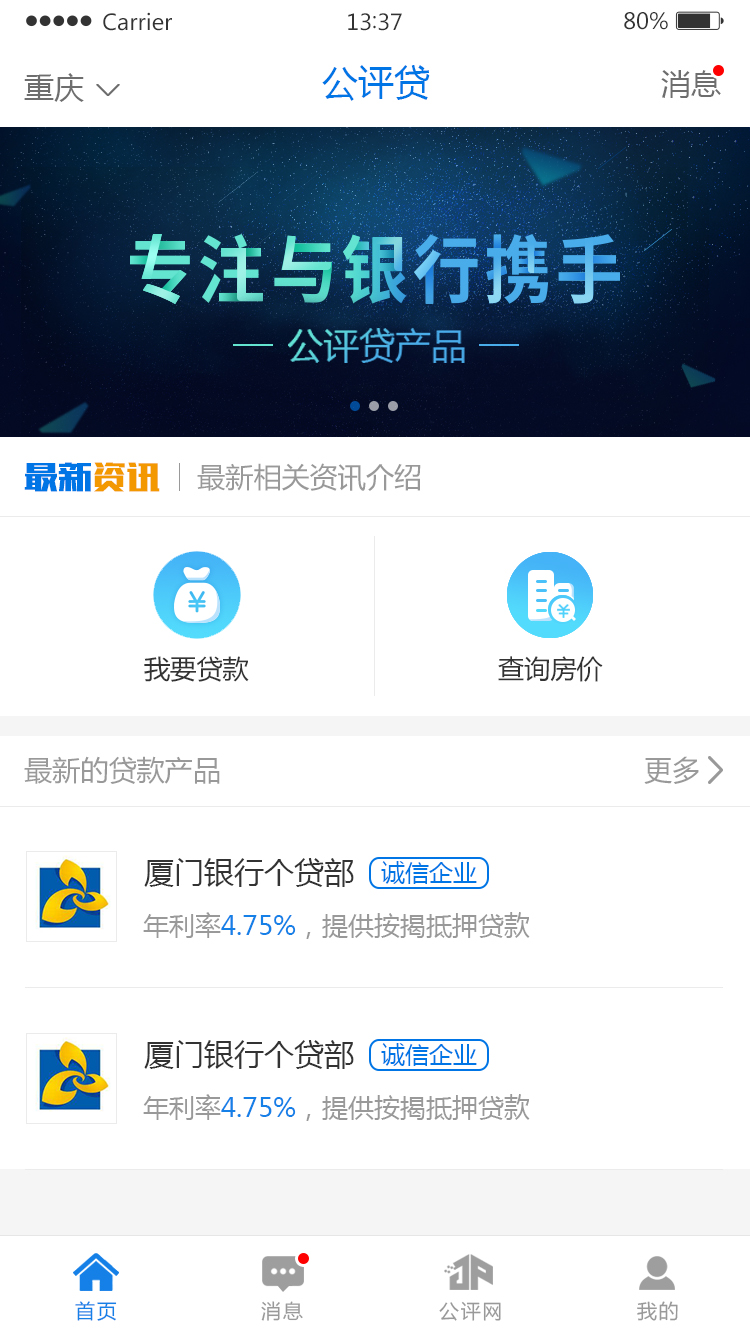 ●●●●● Carrier 13:37 80%
重庆 公评贷 消息
专注与银行携手
公评贷产品
最新资讯 最新相关资讯介绍
我要贷款 查询房价
最新的贷款产品 更多
厦门银行个贷部 诚信企业
年利率4.75%，提供按揭抵押贷款
厦门银行个贷部 诚信企业
年利率4.75%，提供按揭抵押贷款
首页 消息 公评网 我的